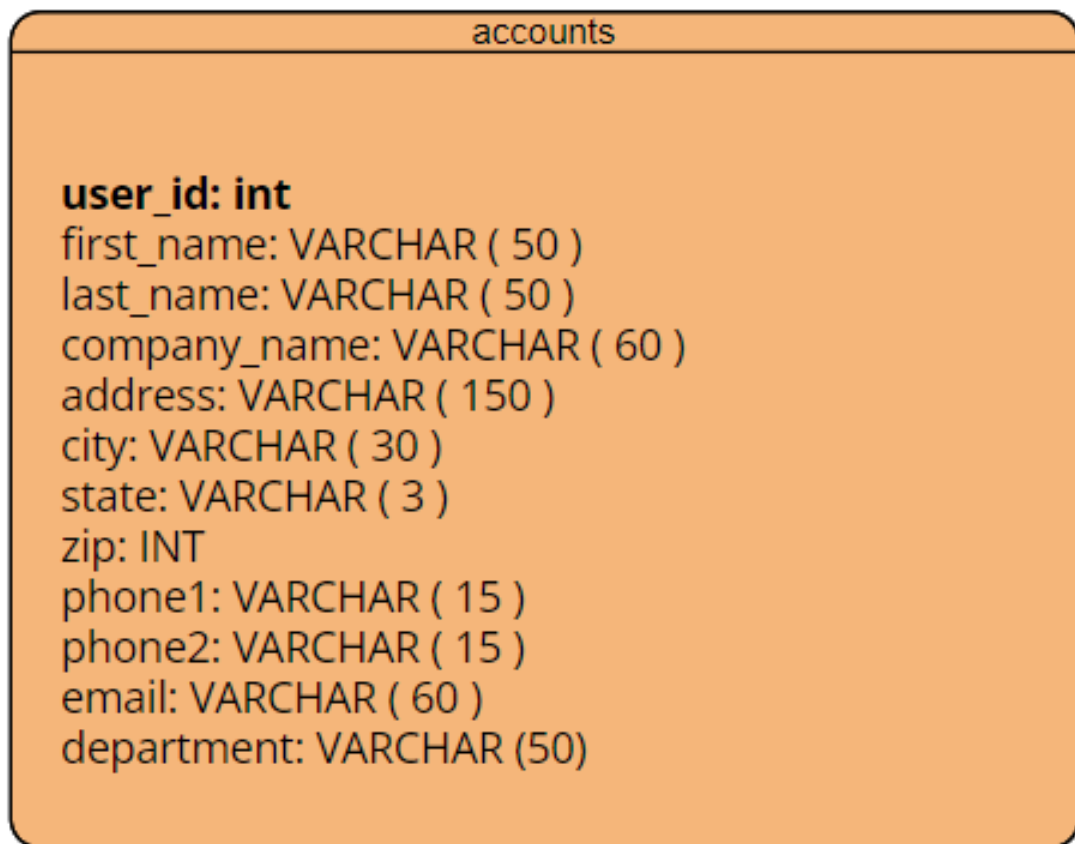 accounts
user_id: int
first_name: VARCHAR ( 50 )
last_name: VARCHAR ( 50 )
company_name: VARCHAR ( 60 )
address: VARCHAR ( 150 )
city: VARCHAR ( 30 )
state: VARCHAR ( 3 )
zip: INT
phone1: VARCHAR ( 15 )
phone2: VARCHAR ( 15 )
email: VARCHAR ( 60 )
department: VARCHAR (50)